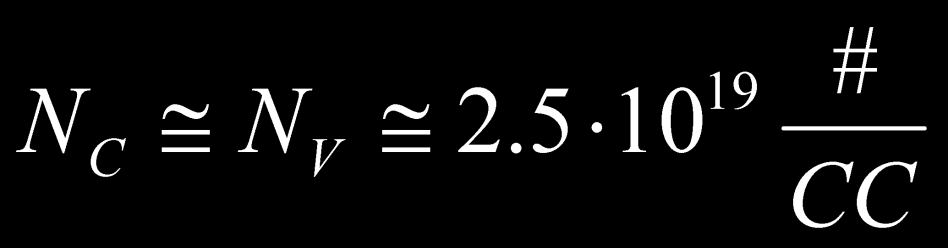 N_C ≅ N_V ≅ 2.5·10^19 #/CC